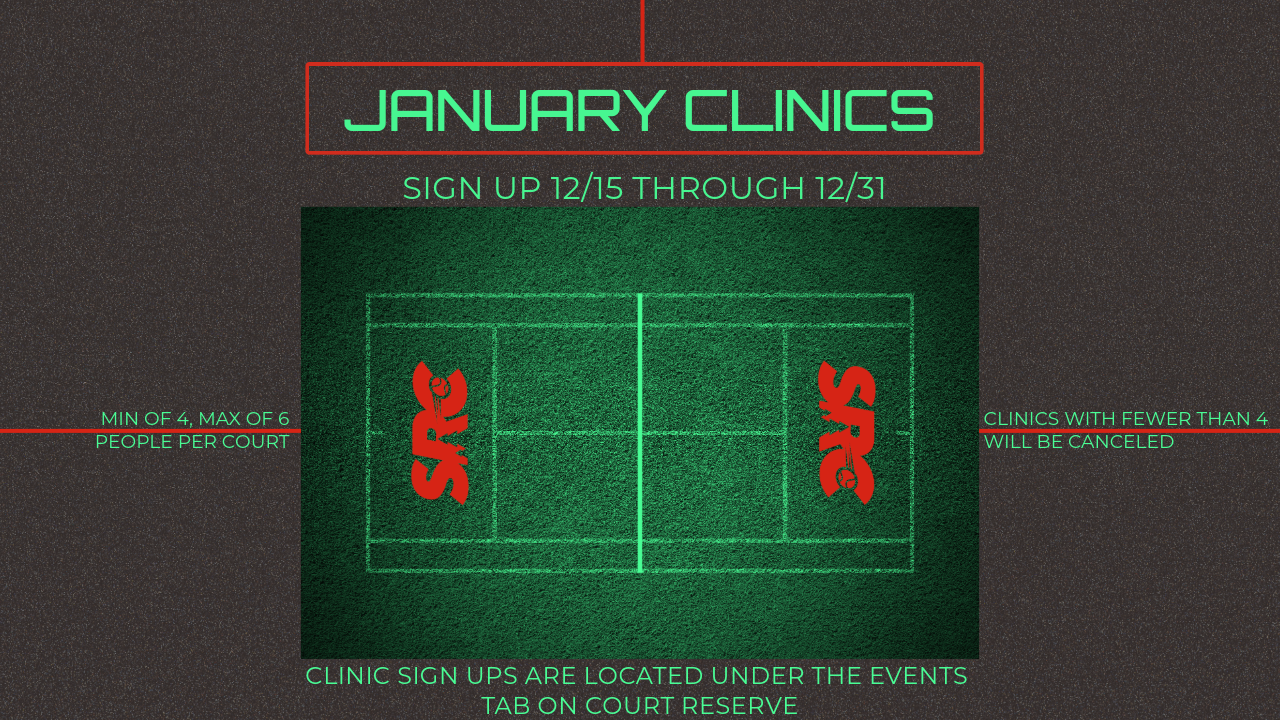 JANUARY CLINICS
SIGN UP 12/15 THROUGH 12/31
SRC
SRC
MIN OF 4, MAX OF 6
PEOPLE PER COURT
CLINICS WITH FEWER THAN 4
WILL BE CANCELED
CLINIC SIGN UPS ARE LOCATED UNDER THE EVENTS
TAB ON COURT RESERVE